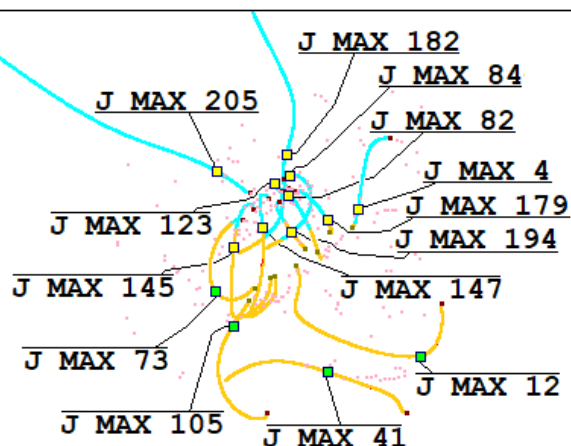 J MAX 182
J MAX 84
J MAX 205
J MAX 82
J MAX 4
J MAX 179
J MAX 123
J MAX 194
J MAX 145
J MAX 147
J MAX 73
J MAX 12
J MAX 105
J MAX 41